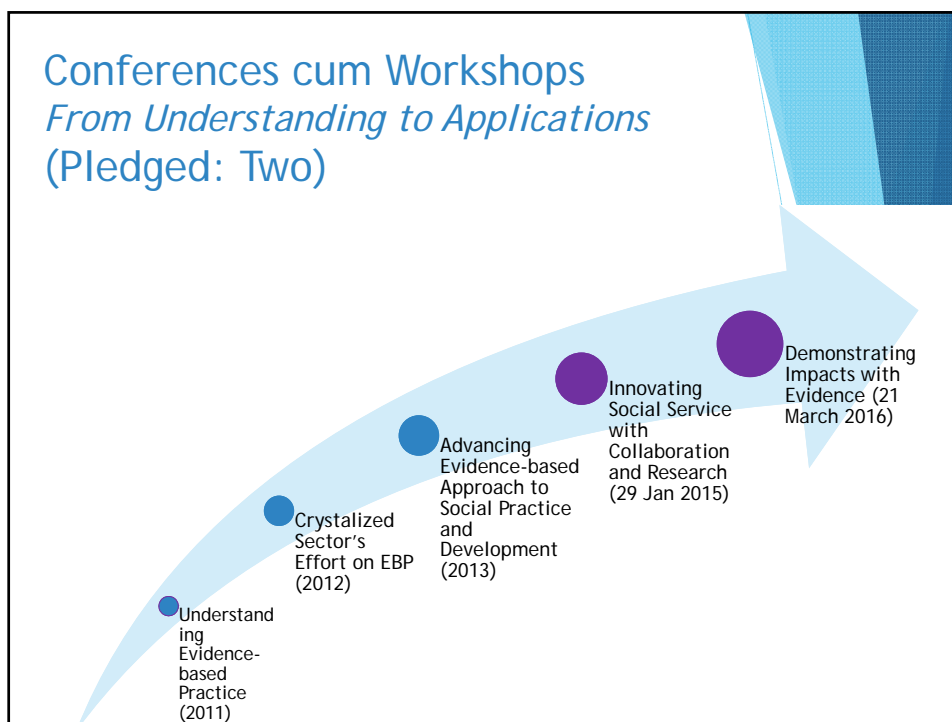 Conferences cum Workshops
From Understanding to Applications
(Pledged: Two)
Understand
ing
Evidence-
based
Practice
(2011)
Crystalized
Sector's
Effort on EBP
(2012)
Advancing
Evidence-based
Approach to
Social Practice
and
Development
(2013)
Innovating
Social Service
with
Collaboration
and Research
(29 Jan 2015)
Demonstrating
Impacts with
Evidence (21
March 2016)